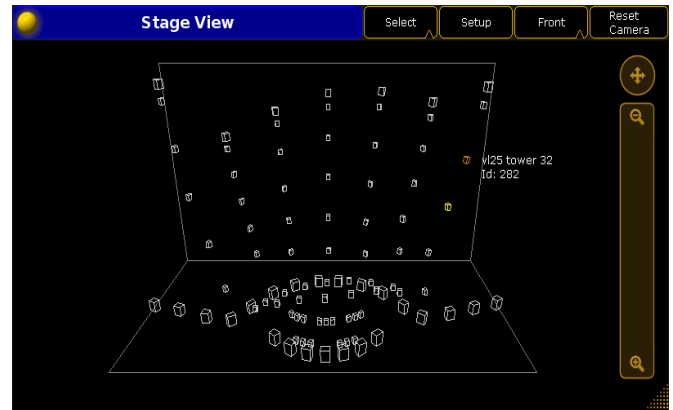 Stage View
Select
Setup
Front
Reset
Camera
vl25 tower 32
Id: 282